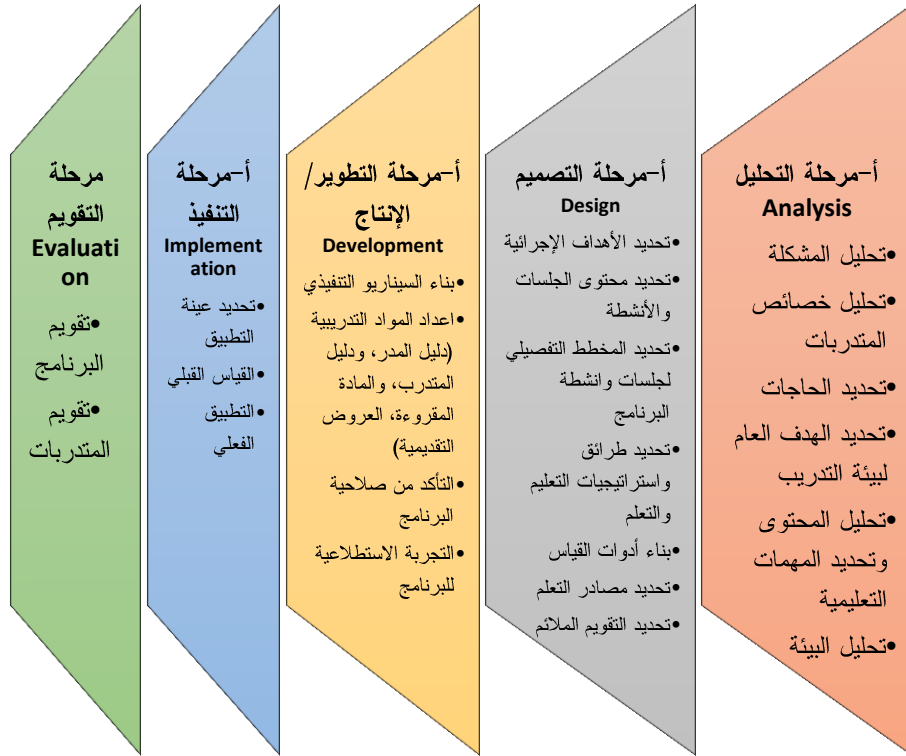 أ-مرحلة التحليل
Analysis
•تحليل المشكلة
•تحليل خصائص
المتدربات
•تحديد الحاجات
•تحديد الهدف العام
لبيئة التدريب
•تحليل المحتوى
وتحديد المهمات
التعليمية
•تحليل البيئة
أ-مرحلة التصميم
Design
•تحديد الأهداف الإجرائية
•تحديد محتوى الجلسات
والأنشطة
•تحديد المخطط التفصيلي
لجلسات وانشطة
البرنامج
•تحديد طرائق
واستراتيجيات التعليم
والتعلم
•بناء أدوات القياس
•تحديد مصادر التعلم
•تحديد التقويم الملائم
أ-مرحلة التطوير/
الإنتاج
Development
•بناء السيناريو التنفيذي
•اعداد المواد التدريبية
(دليل المدر، ودليل
المتدرب، والمادة
المقروءة، العروض
التقديمية)
•التأكد من صلاحية
البرنامج
•التجربة الاستطلاعية
للبرنامج
أ-مرحلة
التنفيذ
Implement
ation
•تحديد عينة
التطبيق
•القياس القبلي
•التطبيق
الفعلي
مرحلة
التقويم
Evaluati
on
•تقويم
البرنامج
•تقويم
المتدربات